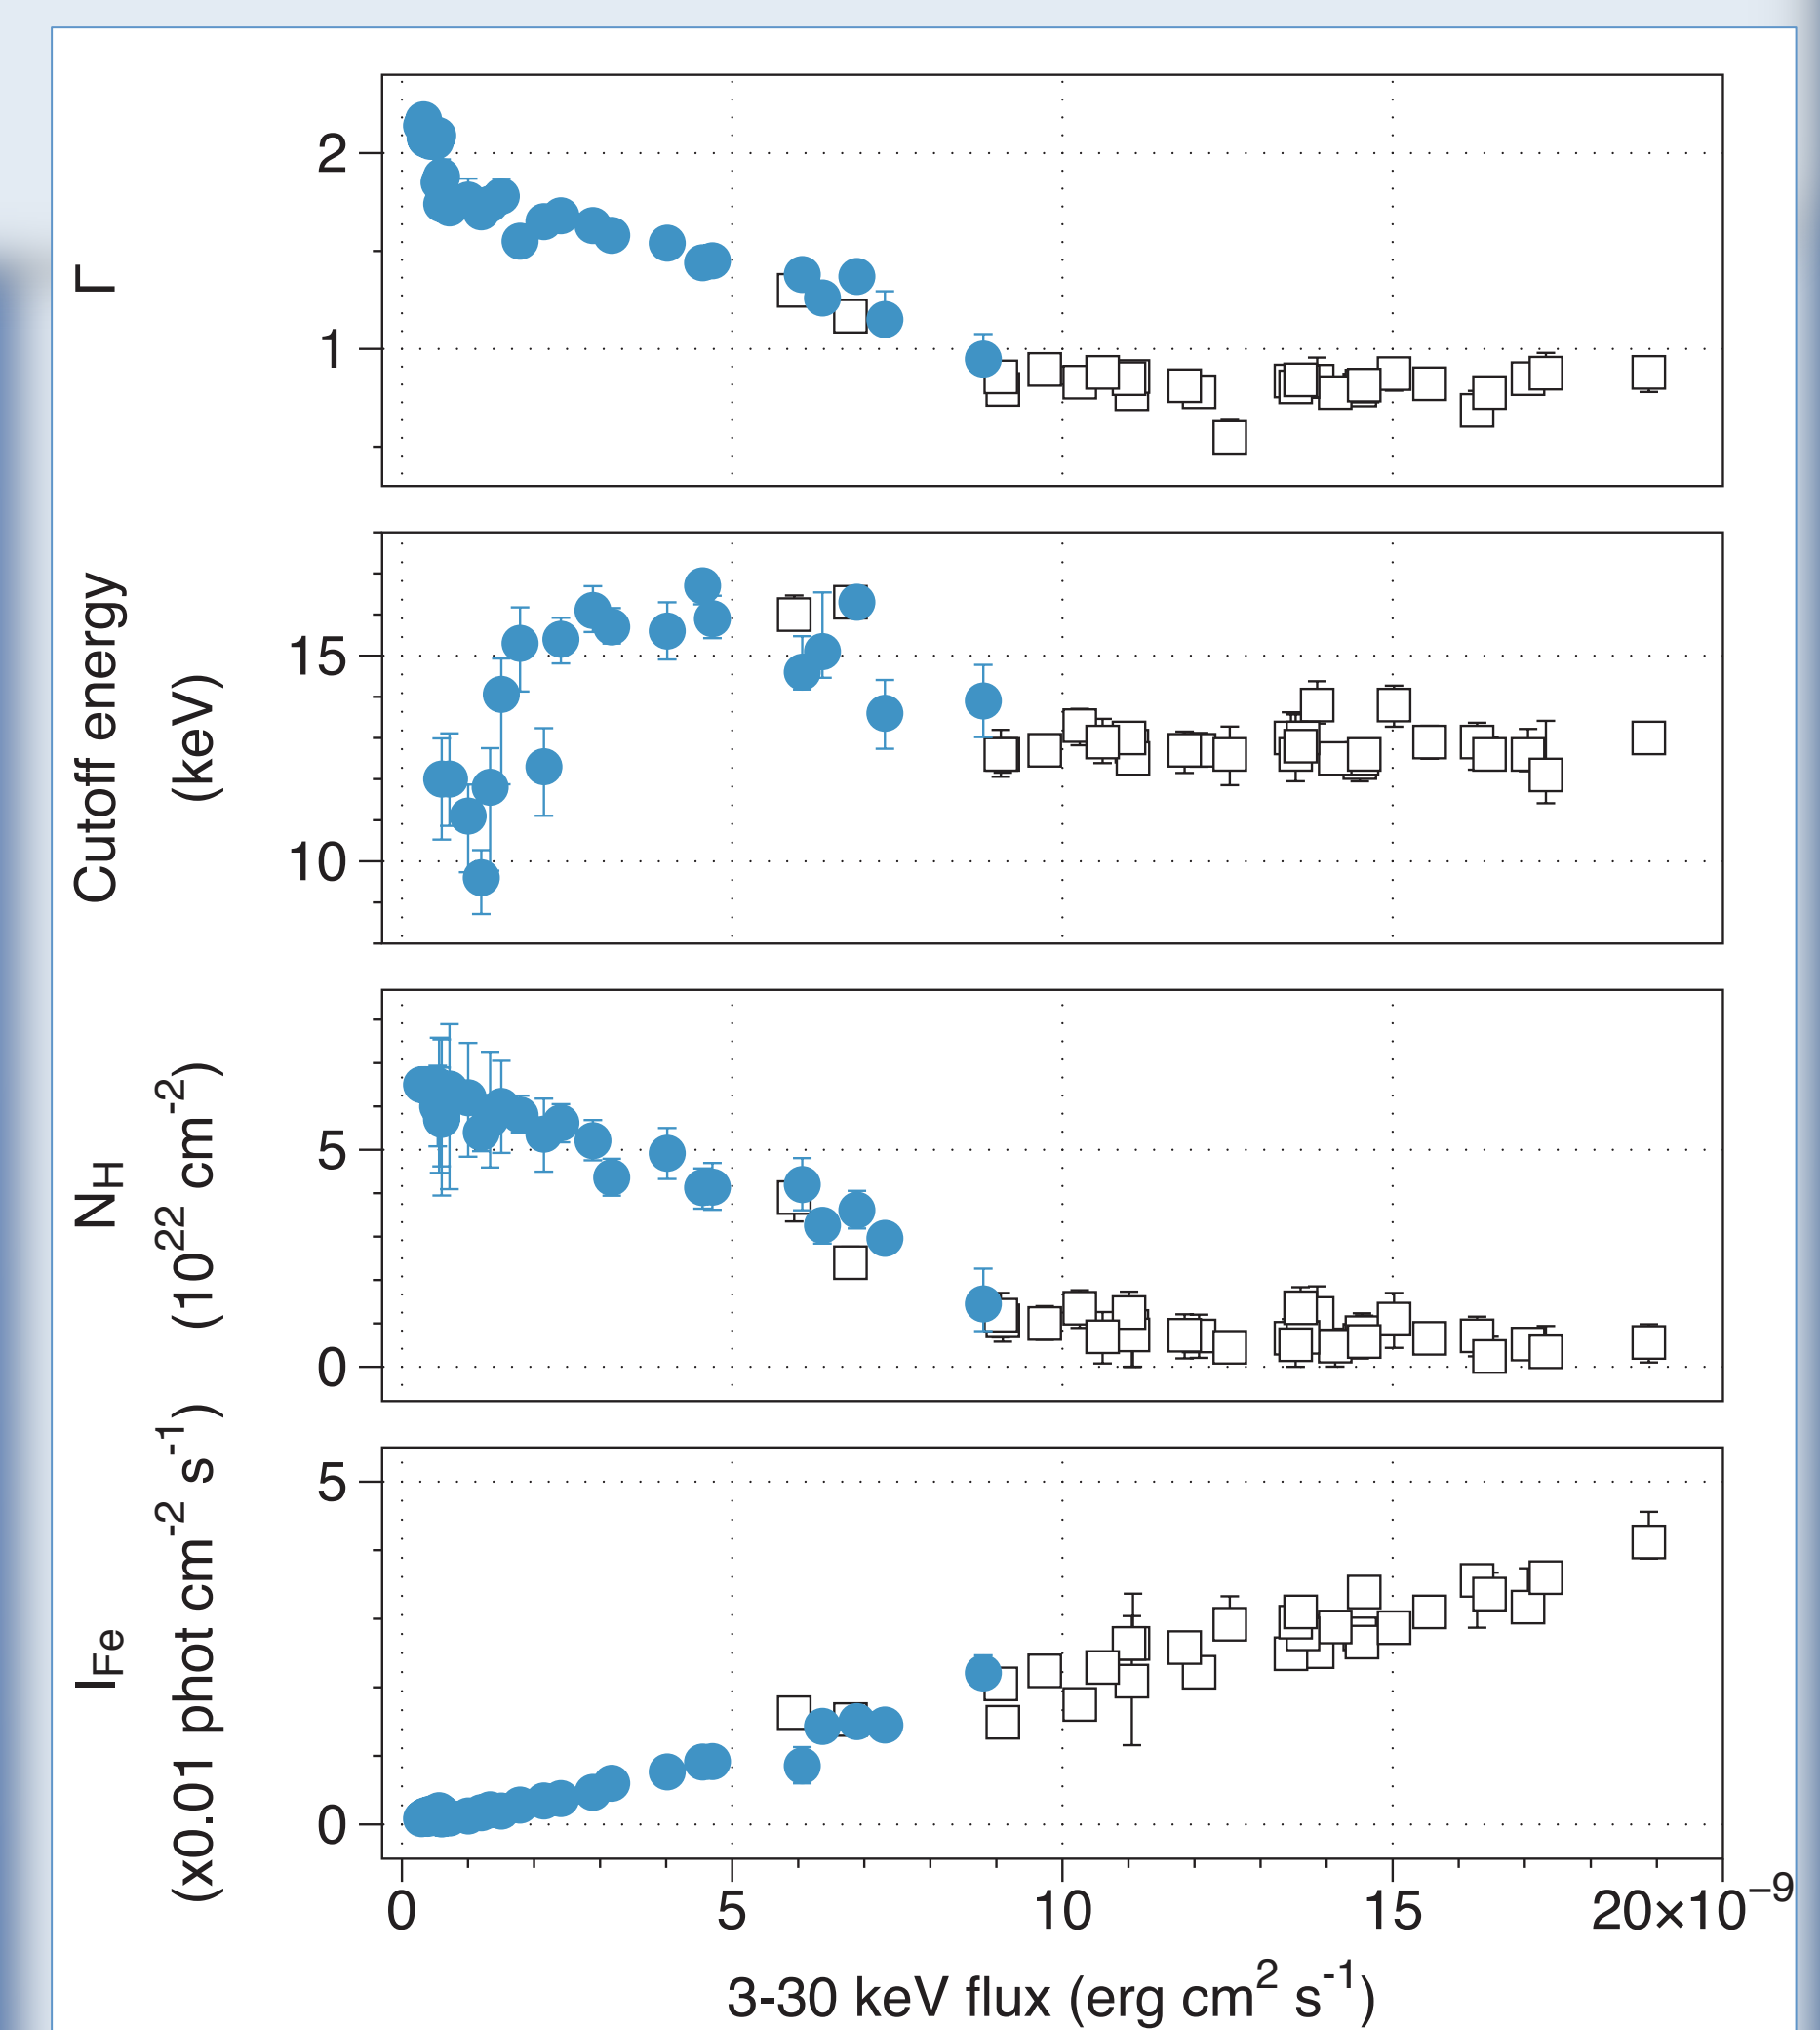 Γ
2
1
Cutoff energy
(keV)
15
10
N_H
(10^22 cm^-2)
5
0
I_Fe
(x0.01 phot cm^-2 s^-1)
5
0
0 5 10 15 20×10^−9
3-30 keV flux (erg cm^2 s^-1)